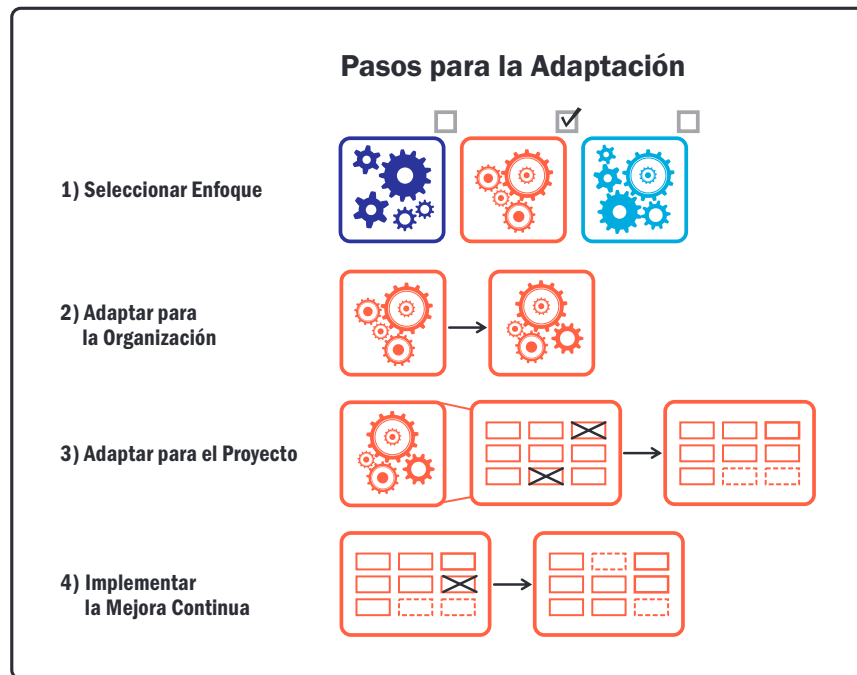 Pasos para la Adaptación
1) Seleccionar Enfoque
2) Adaptar para
la Organización
3) Adaptar para el Proyecto
4) Implementar
la Mejora Continua